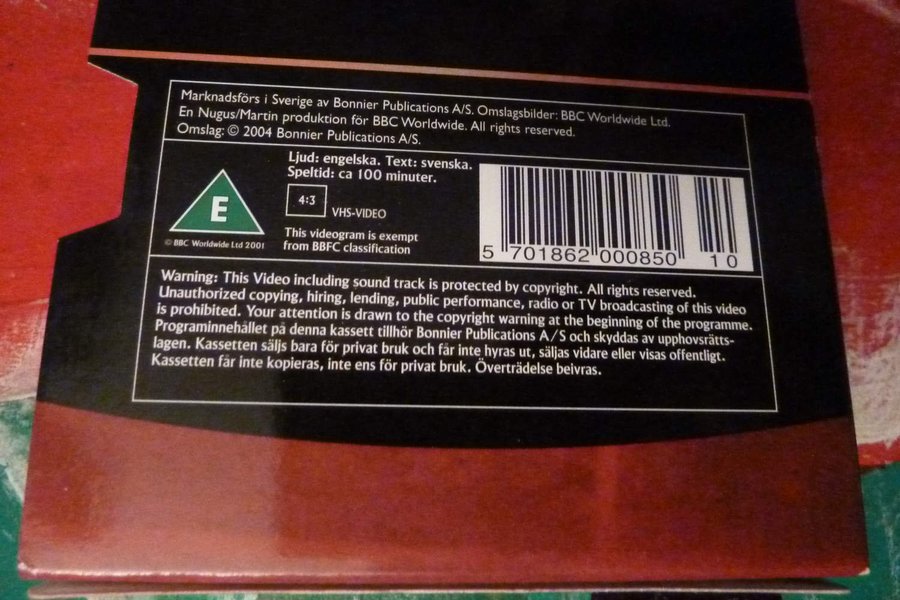 Marknadsförs i Sverige av Bonnier Publications A/S. Omslagsbilder: BBC Worldwide Ltd.
En Nugus/Martin produktion för BBC Worldwide. All rights reserved.
Omslag: © 2004 Bonnier Publications A/S.
Ljud: engelska. Text: svenska.
Speltid: ca 100 minuter.
E
4:3 VHS-VIDEO
© BBC Worldwide Ltd 2001
This videogram is exempt
from BBFC classification
5 701862 000850 10
Warning: This Video including sound track is protected by copyright. All rights reserved.
Unauthorized copying, hiring, lending, public performance, radio or TV broadcasting of this video
is prohibited. Your attention is drawn to the copyright warning at the beginning of the programme.
Programinnehållet på denna kassett tillhör Bonnier Publications A/S och skyddas av upphovsrätts-
lagen. Kassetten säljs bara för privat bruk och får inte hyras ut, säljas vidare eller visas offentligt.
Kassetten får inte kopieras, inte ens för privat bruk. Överträdelse beivras.